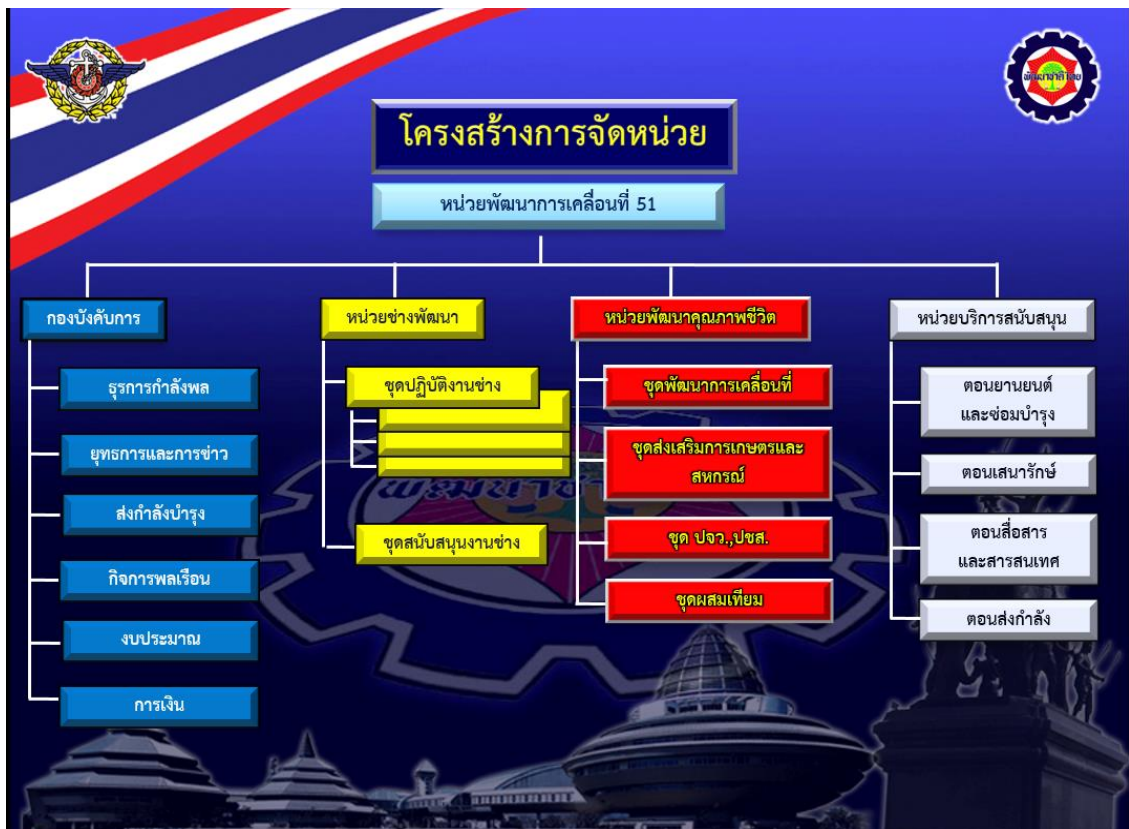 พัฒนาชาติไทย
โครงสร้างการจัดหน่วย
หน่วยพัฒนาการเคลื่อนที่ 51
กองบังคับการ
ธุรการกำลังพล
ยุทธการและการข่าว
ส่งกำลังบำรุง
กิจการพลเรือน
งบประมาณ
การเงิน
หน่วยช่างพัฒนา
ชุดปฏิบัติงานช่าง
ชุดสนับสนุนงานช่าง
หน่วยพัฒนาคุณภาพชีวิต
ชุดพัฒนาการเคลื่อนที่
ชุดส่งเสริมการเกษตรและ
สหกรณ์
ชุด ปจว.,ปชส.
ชุดผสมเทียม
หน่วยบริการสนับสนุน
ตอนยานยนต์
และซ่อมบำรุง
ตอนเสนารักษ์
ตอนสื่อสาร
และสารสนเทศ
ตอนส่งกำลัง